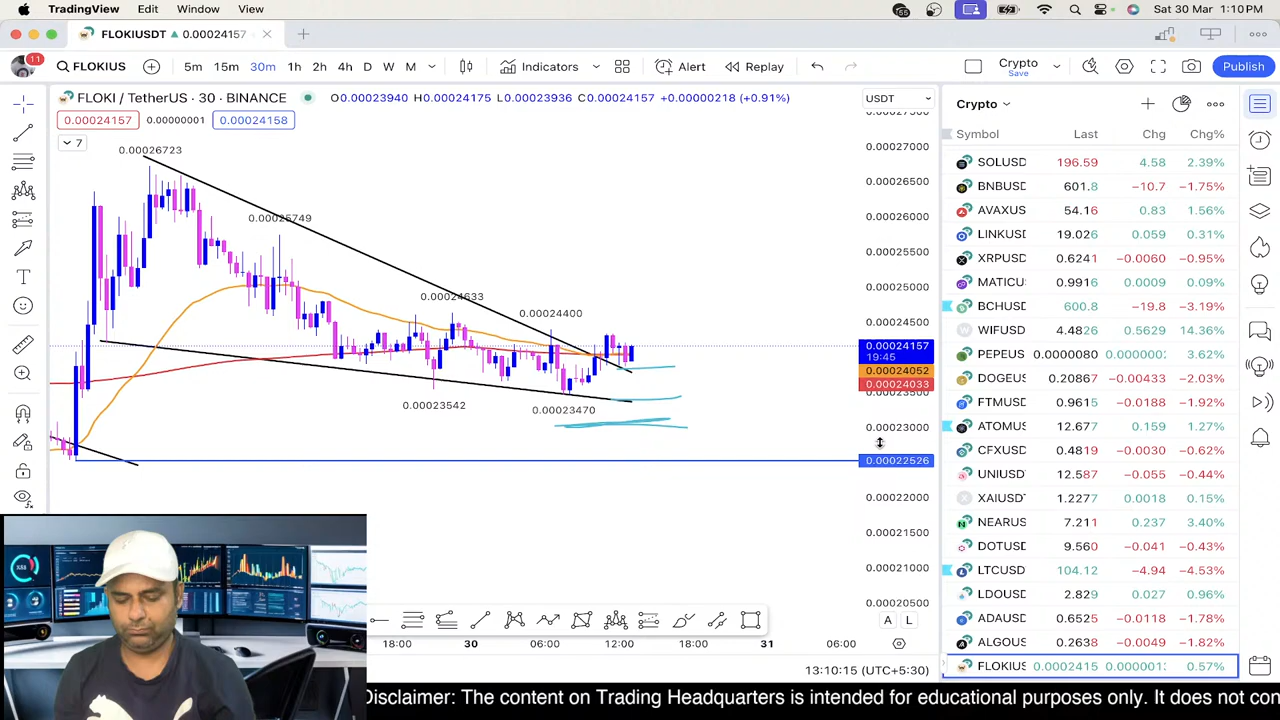 TradingView Edit Window View Sat 30 Mar 1:10 PM
FLOKIUSDT ▲ 0.00024157
11 FLOKIUS 5m 15m 30m 1h 2h 4h D W M Indicators Alert Replay Crypto Save Publish
FLOKI / TetherUS · 30 · BINANCE O0.00023940 H0.00024175 L0.00023936 C0.00024157 +0.00000218 (+0.91%) USDT
0.00024157 0.00000001 0.00024158
7
0.00026723
0.00025749
0.00024633
0.00024400
0.00023542
0.00023470
0.00027000
0.00026500
0.00026000
0.00025500
0.00025000
0.00024500
0.00024157
19:45
0.00024052
0.00024033
0.00023000
0.00022526
0.00022000
0.00021500
0.00021000
0.00020500
A L
18:00 30 06:00 12:00 18:00 31 06:00
13:10:15 (UTC+5:30)
Crypto
Symbol Last Chg Chg%
SOLUSD 196.59 4.58 2.39%
BNBUSD 601.8 −10.7 −1.75%
AVAXUS 54.16 0.83 1.56%
LINKUSD 19.026 0.059 0.31%
XRPUSD 0.6241 −0.0060 −0.95%
MATICU 0.9916 0.0009 0.09%
BCHUSD 600.8 −19.8 −3.19%
WIFUSD 4.4826 0.5629 14.36%
PEPEUS 0.0000080 0.0000000 3.62%
DOGEUS 0.20867 −0.00433 −2.03%
FTMUSD 0.9615 −0.0188 −1.92%
ATOMUS 12.677 0.159 1.27%
CFXUSD 0.4819 −0.0030 −0.62%
UNIUSD 12.587 −0.055 −0.44%
XAIUSD 1.2277 0.0018 0.15%
NEARUS 7.211 0.237 3.40%
DOTUSD 9.560 −0.041 −0.43%
LTCUSD 104.12 −4.94 −4.53%
LDOUSD 2.829 0.027 0.96%
ADAUSD 0.6525 −0.0118 −1.78%
ALGOUS 0.2638 −0.0049 −1.82%
FLOKIUS 0.0002415 0.000001 0.57%
Disclaimer: The content on Trading Headquarters is intended for educational purposes only. It does not con